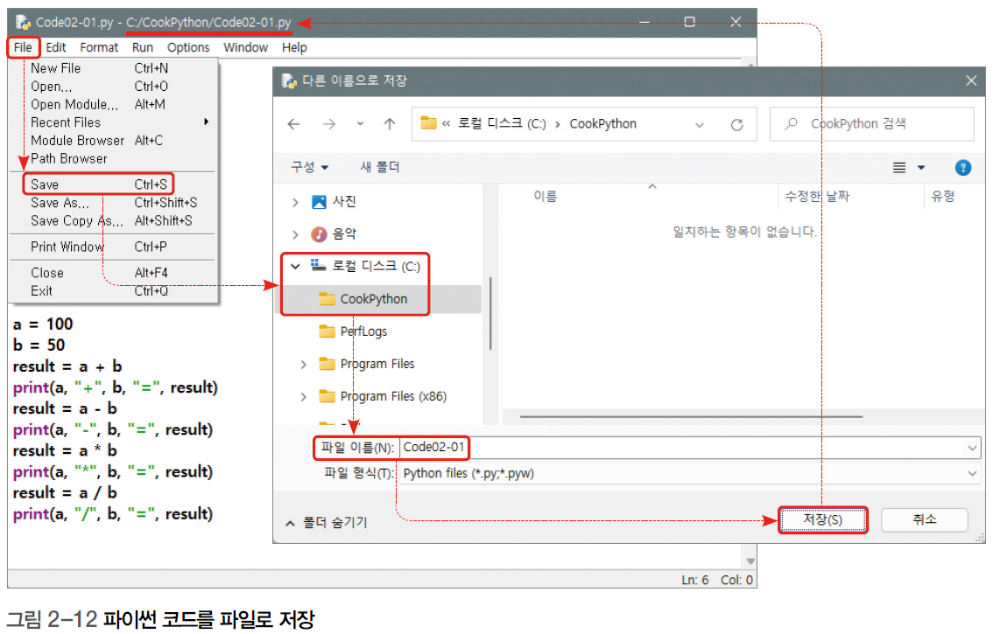 Code02-01.py - C:/CookPython/Code02-01.py
File Edit Format Run Options Window Help
New File Ctrl+N
Open... Ctrl+O
Open Module... Alt+M
Recent Files
Module Browser Alt+C
Path Browser
Save Ctrl+S
Save As... Ctrl+Shift+S
Save Copy As... Alt+Shift+S
Print Window Ctrl+P
Close Alt+F4
Exit Ctrl+Q
a = 100
b = 50
result = a + b
print(a, "+", b, "=", result)
result = a - b
print(a, "-", b, "=", result)
result = a * b
print(a, "*", b, "=", result)
result = a / b
print(a, "/", b, "=", result)
다른 이름으로 저장
« 로컬 디스크 (C:) › CookPython
CookPython 검색
구성 새 폴더
사진
음악
로컬 디스크 (C:)
CookPython
PerfLogs
Program Files
Program Files (x86)
이름 수정한 날짜 유형
일치하는 항목이 없습니다.
파일 이름(N): Code02-01
파일 형식(T): Python files (*.py;*.pyw)
폴더 숨기기
저장(S) 취소
Ln: 6 Col: 0
그림 2-12 파이썬 코드를 파일로 저장